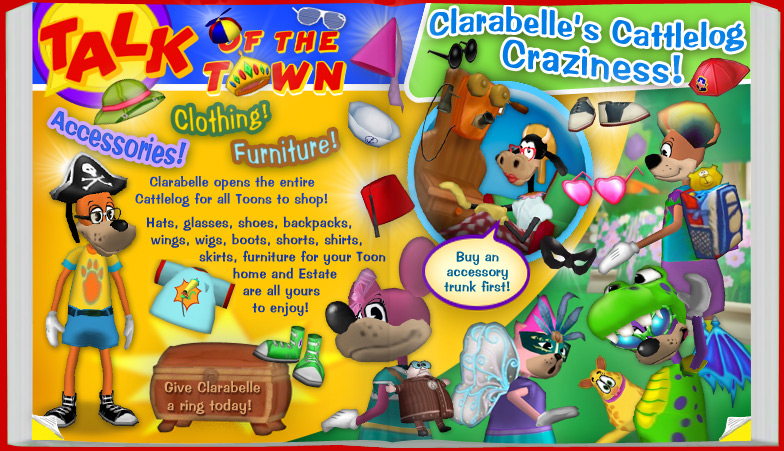 TALK
OF THE
TOWN
Accessories!
Clothing!
Furniture!
Clarabelle opens the entire
Cattlelog for all Toons to shop!
Hats, glasses, shoes, backpacks,
wings, wigs, boots, shorts, shirts,
skirts, furniture for your Toon
home and Estate
are all yours
to enjoy!
Give Clarabelle
a ring today!
Clarabelle's Cattlelog
Craziness!
Buy an
accessory
trunk first!